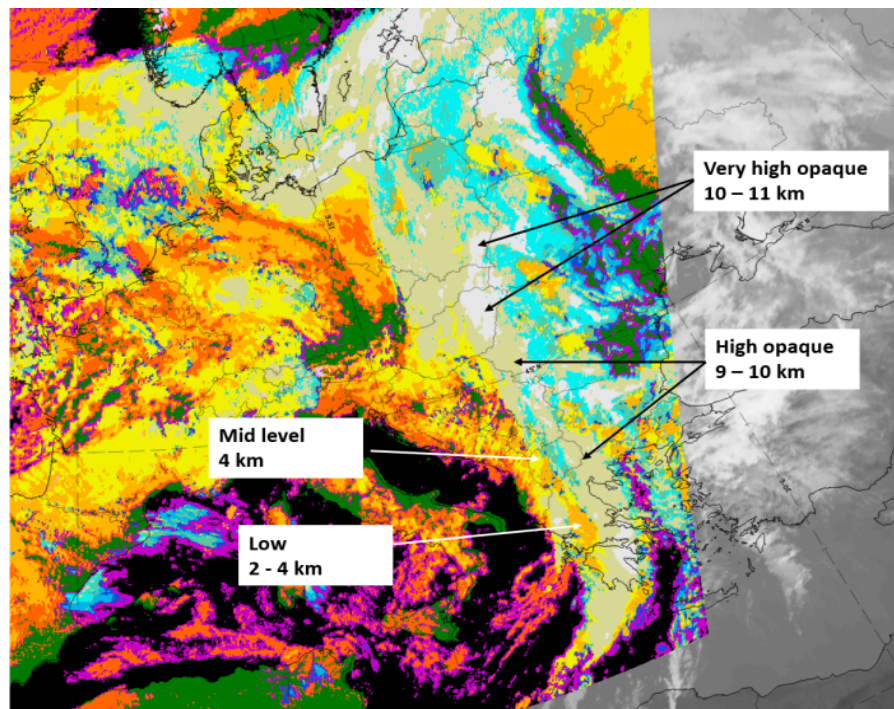 Very high opaque
10 – 11 km
High opaque
9 – 10 km
Mid level
4 km
Low
2 - 4 km